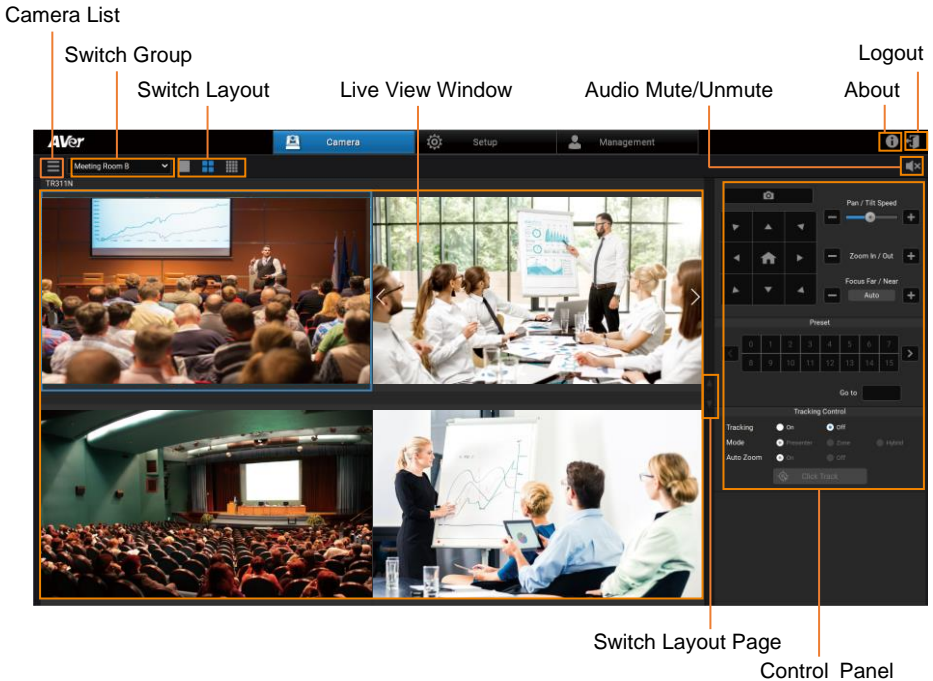 Camera List
Switch Group
Logout
Switch Layout
Live View Window
Audio Mute/Unmute
About
AVer
Camera
Setup
Management
Meeting Room B
TR311N
Pan / Tilt Speed
Zoom In / Out
Focus Far / Near
Auto
Preset
0 1 2 3 4 5 6 7
8 9 10 11 12 13 14 15
Go to
Tracking Control
Tracking On Off
Mode Presenter Zone Hybrid
Auto Zoom On Off
Click Track
Switch Layout Page
Control Panel